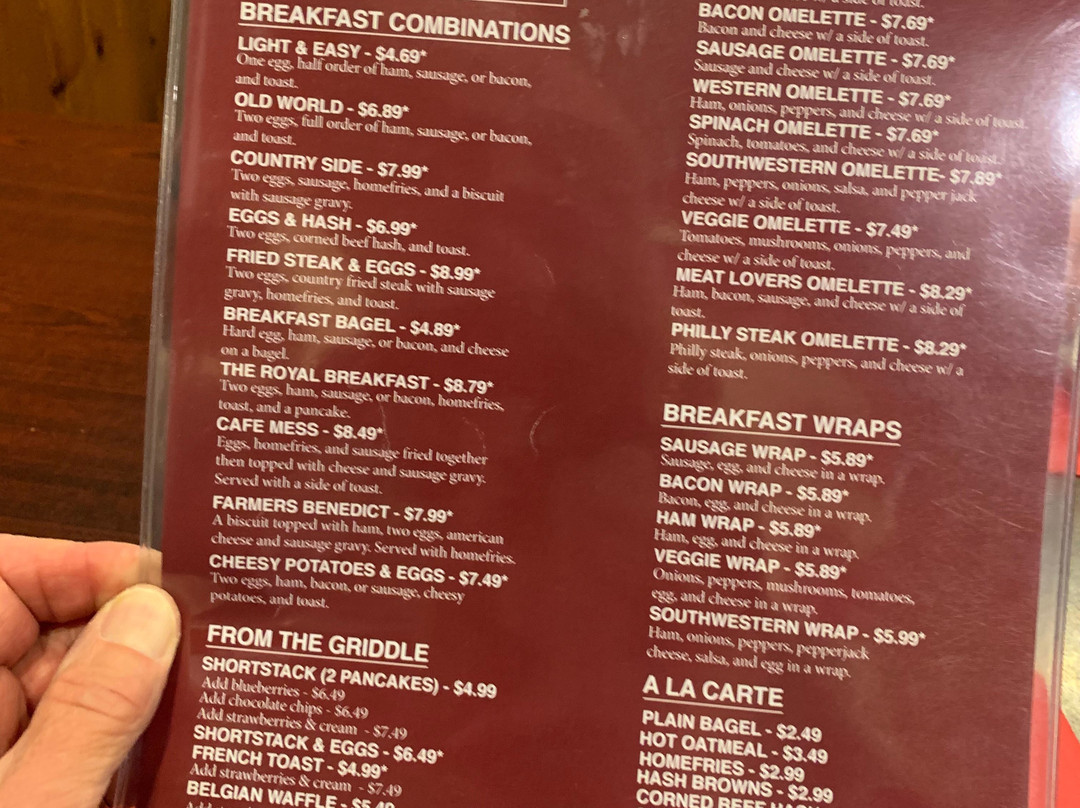 BREAKFAST COMBINATIONS
LIGHT & EASY - $4.69*
One egg, half order of ham, sausage, or bacon,
and toast.
OLD WORLD - $6.89*
Two eggs, full order of ham, sausage, or bacon,
and toast.
COUNTRY SIDE - $7.99*
Two eggs, sausage, homefries, and a biscuit
with sausage gravy.
EGGS & HASH - $6.99*
Two eggs, corned beef hash, and toast.
FRIED STEAK & EGGS - $8.99*
Two eggs, country fried steak with sausage
gravy, homefries, and toast.
BREAKFAST BAGEL - $4.89*
Hard egg, ham, sausage, or bacon, and cheese
on a bagel.
THE ROYAL BREAKFAST - $8.79*
Two eggs, ham, sausage, or bacon, homefries,
toast, and a pancake.
CAFE MESS - $8.49*
Eggs, homefries, and sausage fried together
then topped with cheese and sausage gravy.
Served with a side of toast.
FARMERS BENEDICT - $7.99*
A biscuit topped with ham, two eggs, american
cheese and sausage gravy. Served with homefries.
CHEESY POTATOES & EGGS - $7.49*
Two eggs, ham, bacon, or sausage, cheesy
potatoes, and toast.
FROM THE GRIDDLE
SHORTSTACK (2 PANCAKES) - $4.99
Add blueberries - $6.49
Add chocolate chips - $6.49
Add strawberries & cream - $7.49
SHORTSTACK & EGGS - $6.49*
FRENCH TOAST - $4.99*
Add strawberries & cream - $7.49
BELGIAN WAFFLE - $5.49
a side of toast.
BACON OMELETTE - $7.69*
Bacon and cheese w/ a side of toast.
SAUSAGE OMELETTE - $7.69*
Sausage and cheese w/ a side of toast.
WESTERN OMELETTE - $7.69*
Ham, onions, peppers, and cheese w/ a side of toast.
SPINACH OMELETTE - $7.69*
Spinach, tomatoes, and cheese w/ a side of toast.
SOUTHWESTERN OMELETTE- $7.89*
Ham, peppers, onions, salsa, and pepper jack
cheese w/ a side of toast.
VEGGIE OMELETTE - $7.49*
Tomatoes, mushrooms, onions, peppers, and
cheese w/ a side of toast.
MEAT LOVERS OMELETTE - $8.29*
Ham, bacon, sausage, and cheese w/ a side of
toast.
PHILLY STEAK OMELETTE - $8.29*
Philly steak, onions, peppers, and cheese w/ a
side of toast.
BREAKFAST WRAPS
SAUSAGE WRAP - $5.89*
Sausage, egg, and cheese in a wrap.
BACON WRAP - $5.89*
Bacon, egg, and cheese in a wrap.
HAM WRAP - $5.89*
Ham, egg, and cheese in a wrap.
VEGGIE WRAP - $5.89*
Onions, peppers, mushrooms, tomatoes,
egg, and cheese in a wrap.
SOUTHWESTERN WRAP - $5.99*
Ham, onions, peppers, pepperjack
cheese, salsa, and egg in a wrap.
A LA CARTE
PLAIN BAGEL - $2.49
HOT OATMEAL - $3.49
HOMEFRIES - $2.99
HASH BROWNS - $2.99
CORNED BEEF